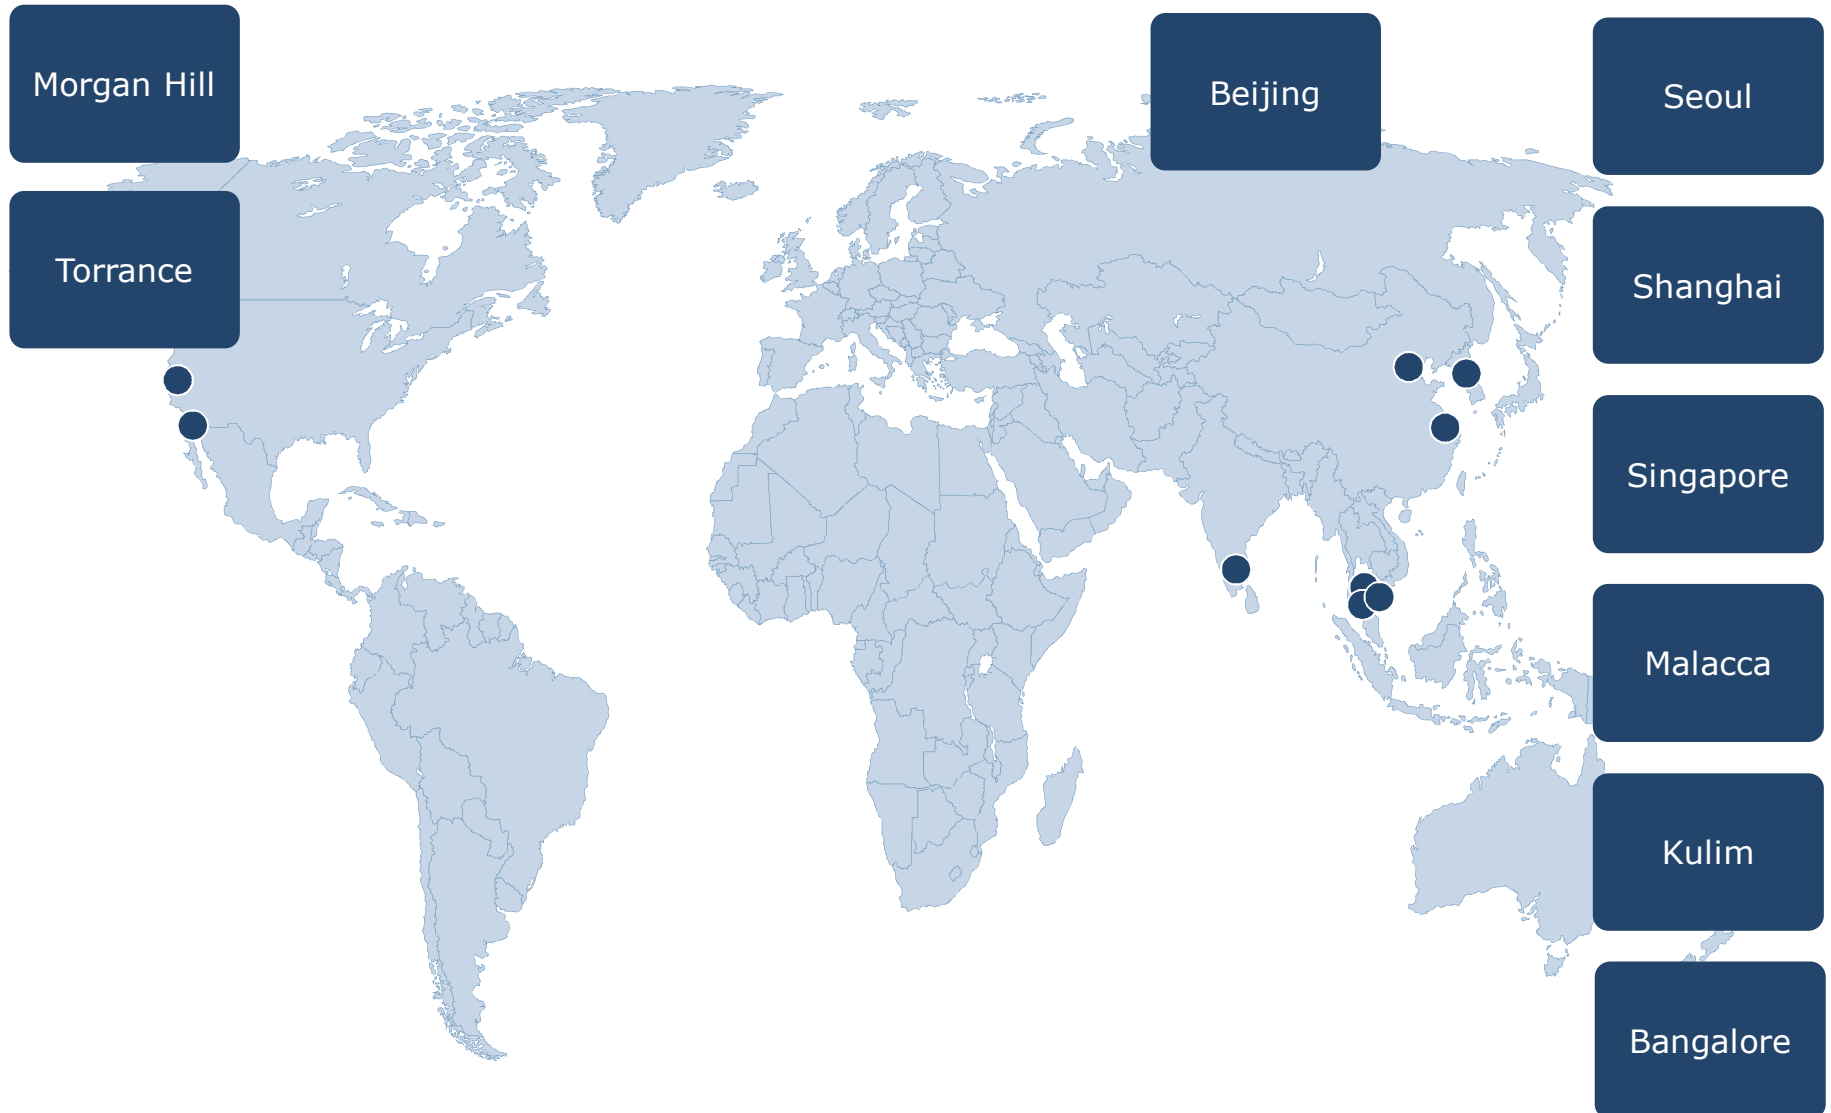 Morgan Hill
Torrance
Beijing
Seoul
Shanghai
Singapore
Malacca
Kulim
Bangalore